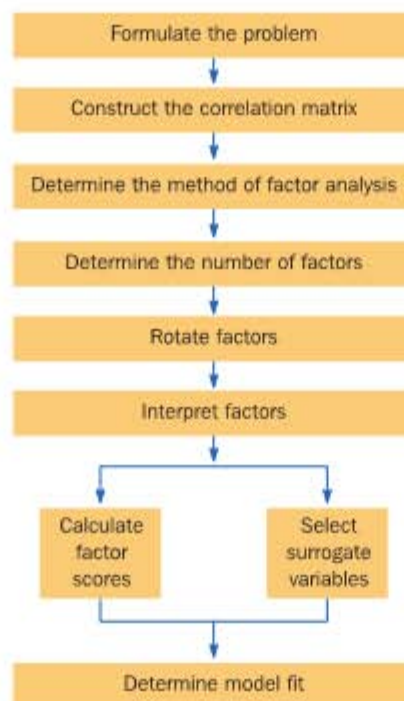 Formulate the problem
Construct the correlation matrix
Determine the method of factor analysis
Determine the number of factors
Rotate factors
Interpret factors
Calculate
factor
scores
Select
surrogate
variables
Determine model fit